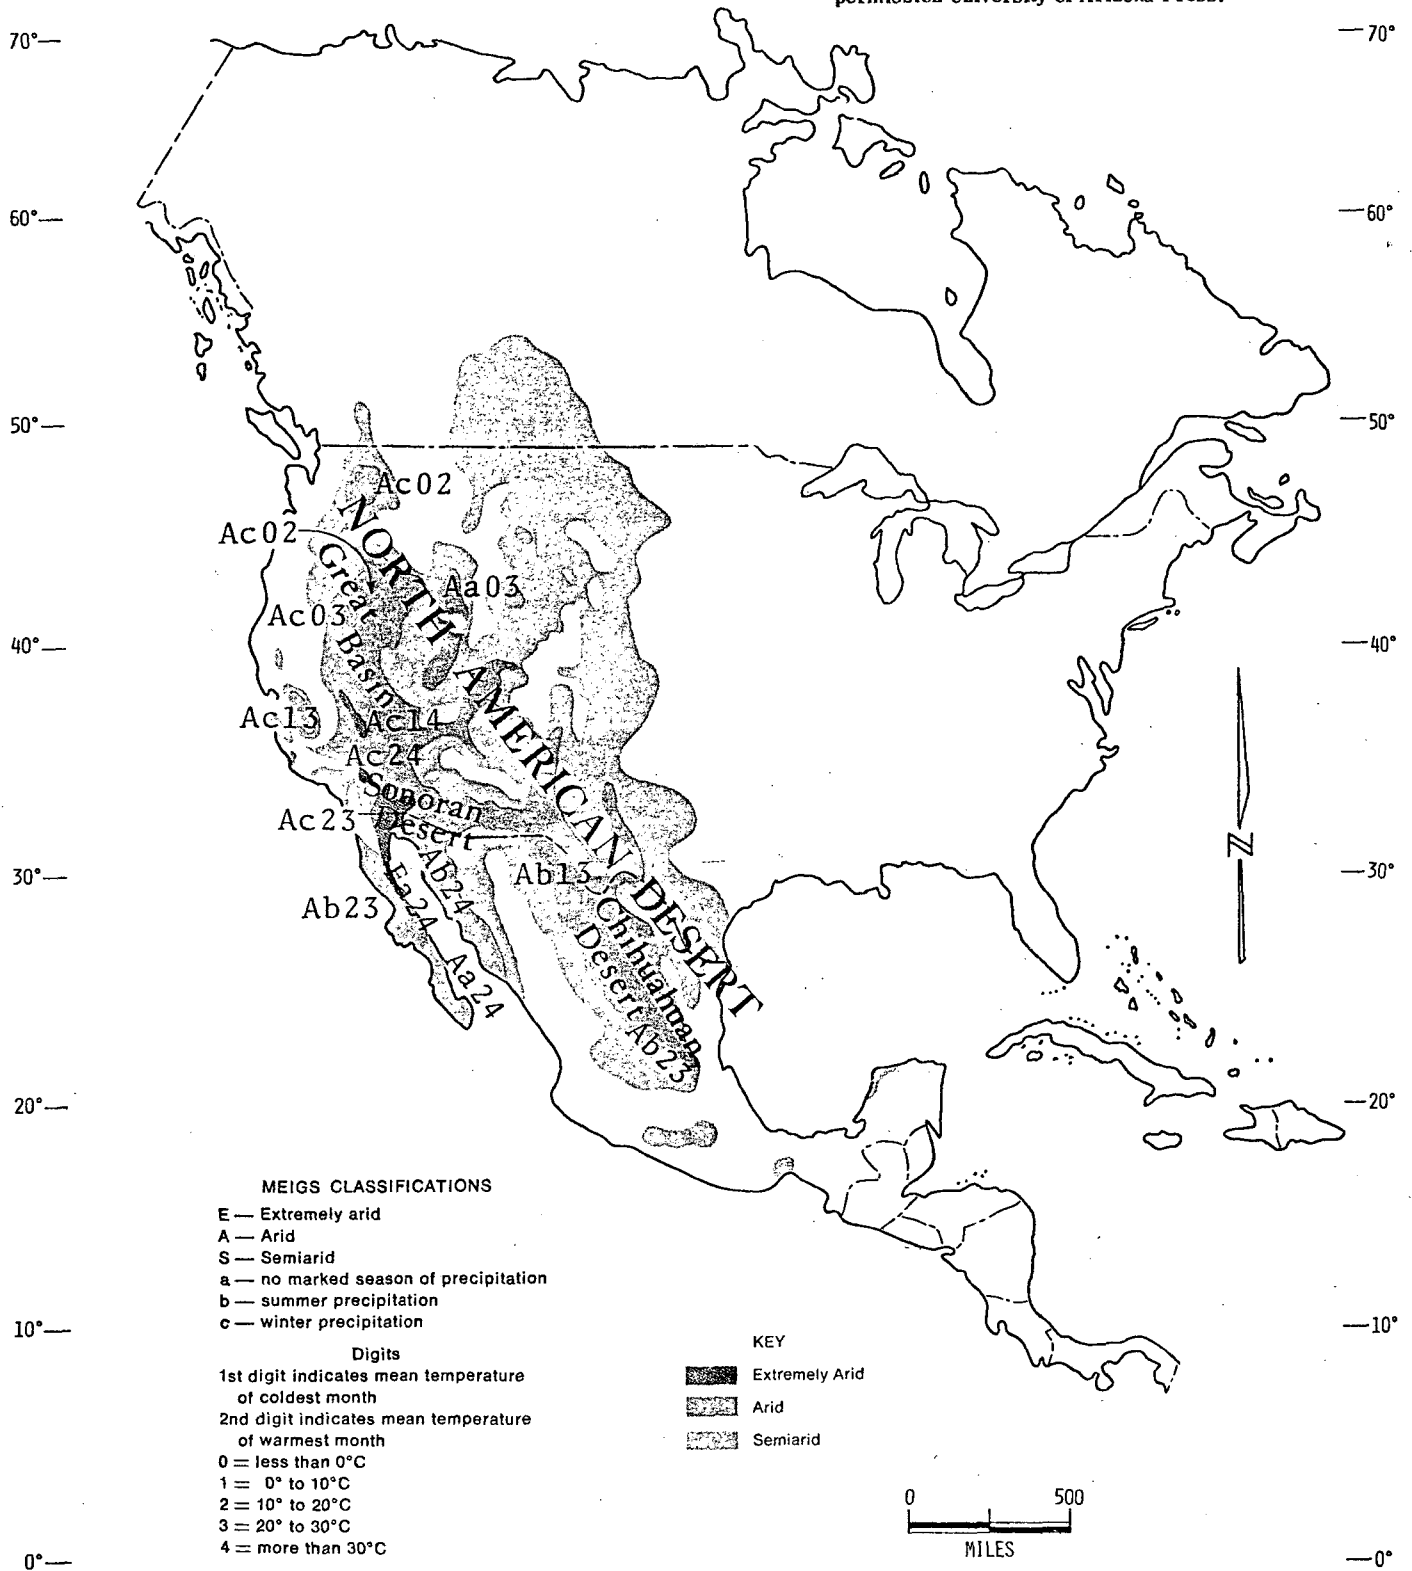 permission University of Arizona Press.
70°
70°
60°
60°
50°
50°
40°
40°
30°
30°
20°
20°
10°
10°
0°
0°
Ac02
Ac02
NORTH AMERICAN DESERT
Great Basin
Aa03
Ac03
Ac13
Ac14
Ac24
Sonoran
Desert
Ac23
Ab13
Ab24
Ea24
Ab23
Aa24
Chihuahuan
Desert Ab23
N
MEIGS CLASSIFICATIONS
E — Extremely arid
A — Arid
S — Semiarid
a — no marked season of precipitation
b — summer precipitation
c — winter precipitation
Digits
1st digit indicates mean temperature
of coldest month
2nd digit indicates mean temperature
of warmest month
0 = less than 0°C
1 = 0° to 10°C
2 = 10° to 20°C
3 = 20° to 30°C
4 = more than 30°C
KEY
Extremely Arid
Arid
Semiarid
0 500
MILES